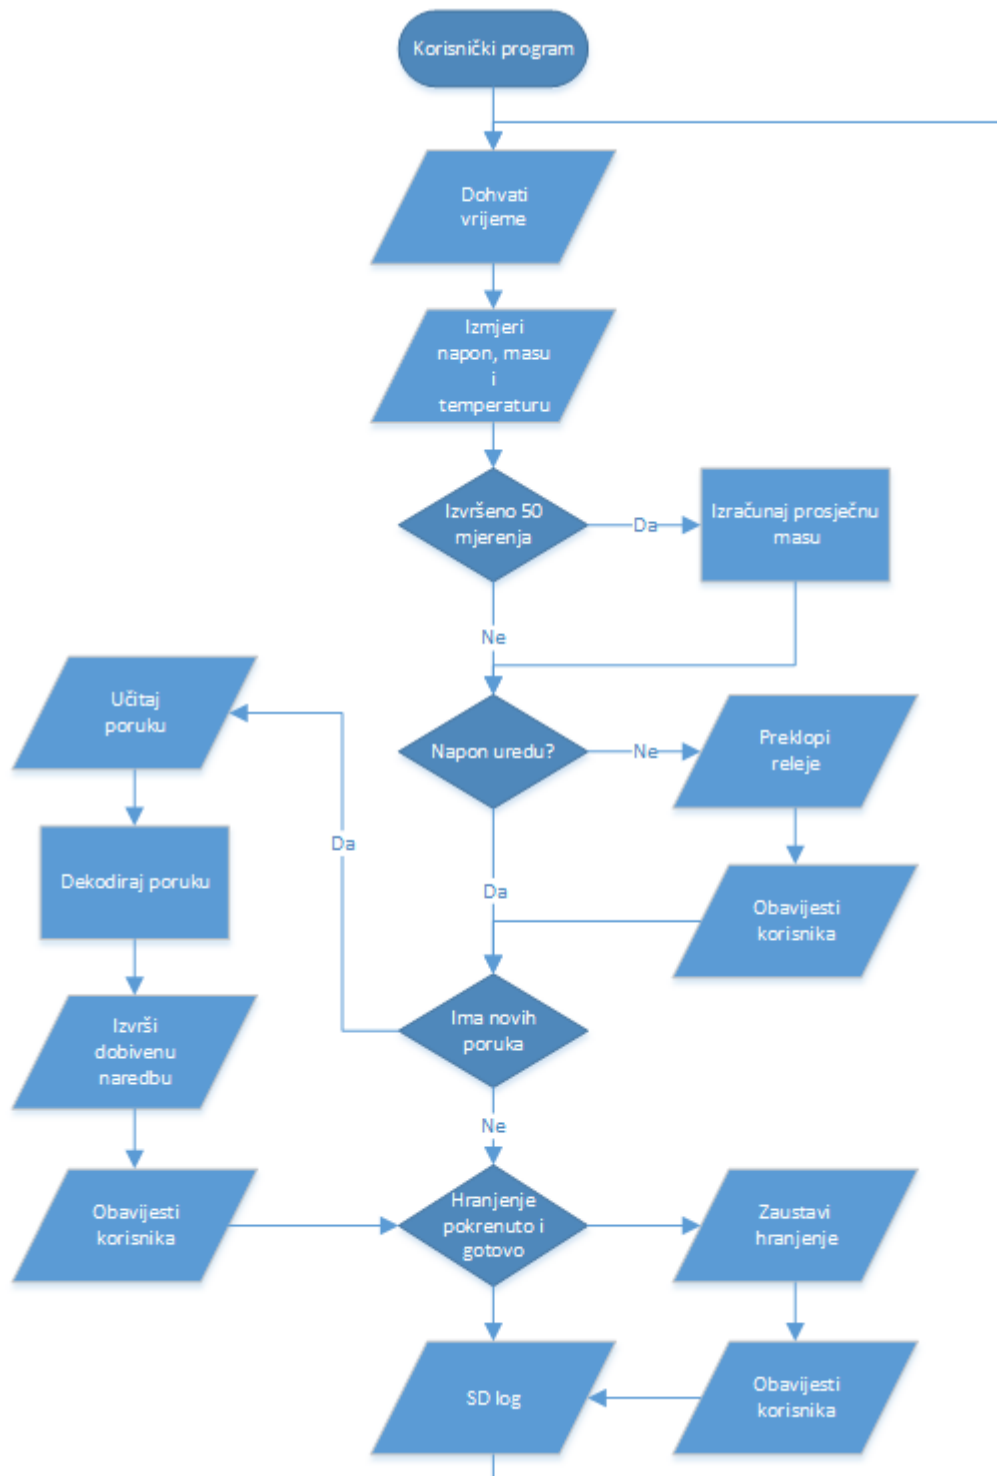 Korisnički program
Dohvati
vrijeme
Izmjeri
napon, masu
i
temperaturu
Izvršeno 50
mjerenja
Da
Izračunaj prosječnu
masu
Ne
Učitaj
poruku
Napon uredu?
Ne
Preklopi
releje
Da
Dekodiraj poruku
Da
Obavijesti
korisnika
Izvrši
dobivenu
naredbu
Ima novih
poruka
Ne
Obavijesti
korisnika
Hranjenje
pokrenuto i
gotovo
Zaustavi
hranjenje
SD log
Obavijesti
korisnika